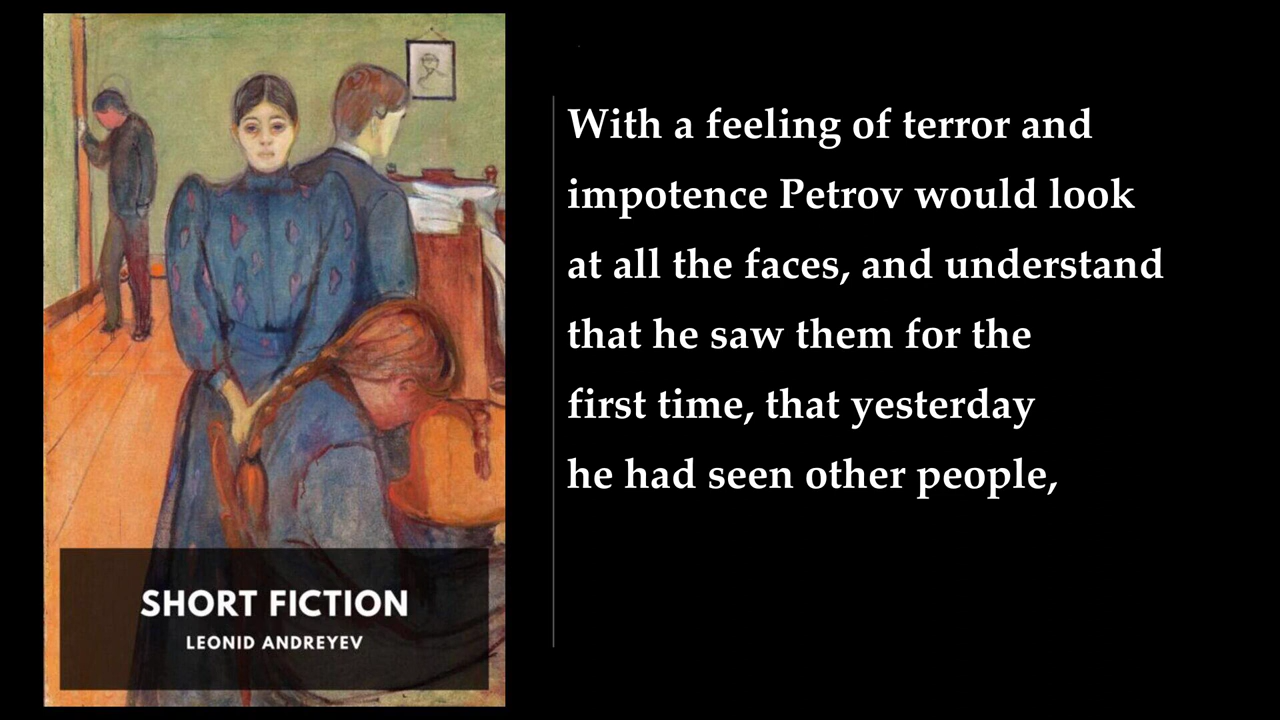 SHORT FICTION
LEONID ANDREYEV
With a feeling of terror and
impotence Petrov would look
at all the faces, and understand
that he saw them for the
first time, that yesterday
he had seen other people,